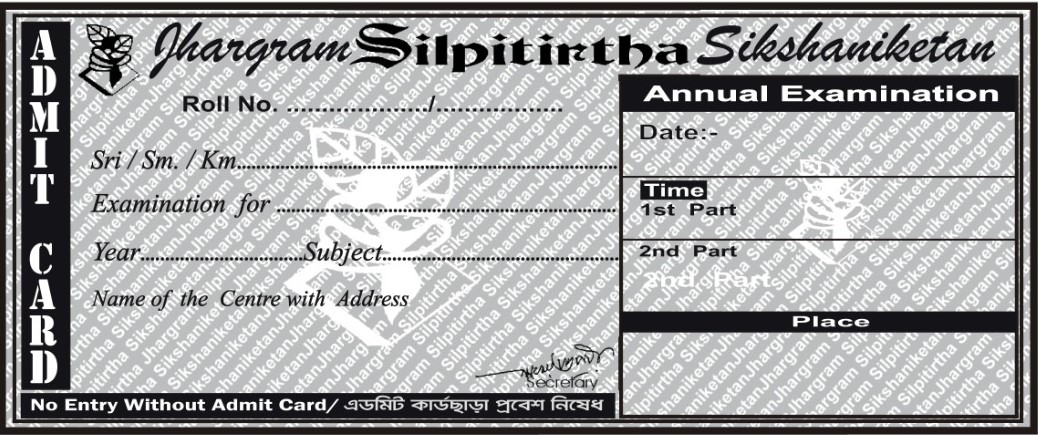 ADMIT CARD
Jhargram Silpitirtha Sikshaniketan
Roll No. ..................../..................
Sri / Sm. / Km..........................................................
Examination for ....................................................
Year.........................Subject....................................
Name of the Centre with Address
Secretary
No Entry Without Admit Card/ এডমিট কার্ডছাড়া প্রবেশ নিষেধ
Annual Examination
Date:-
Time
1st Part
2nd Part
2nd Part
Place